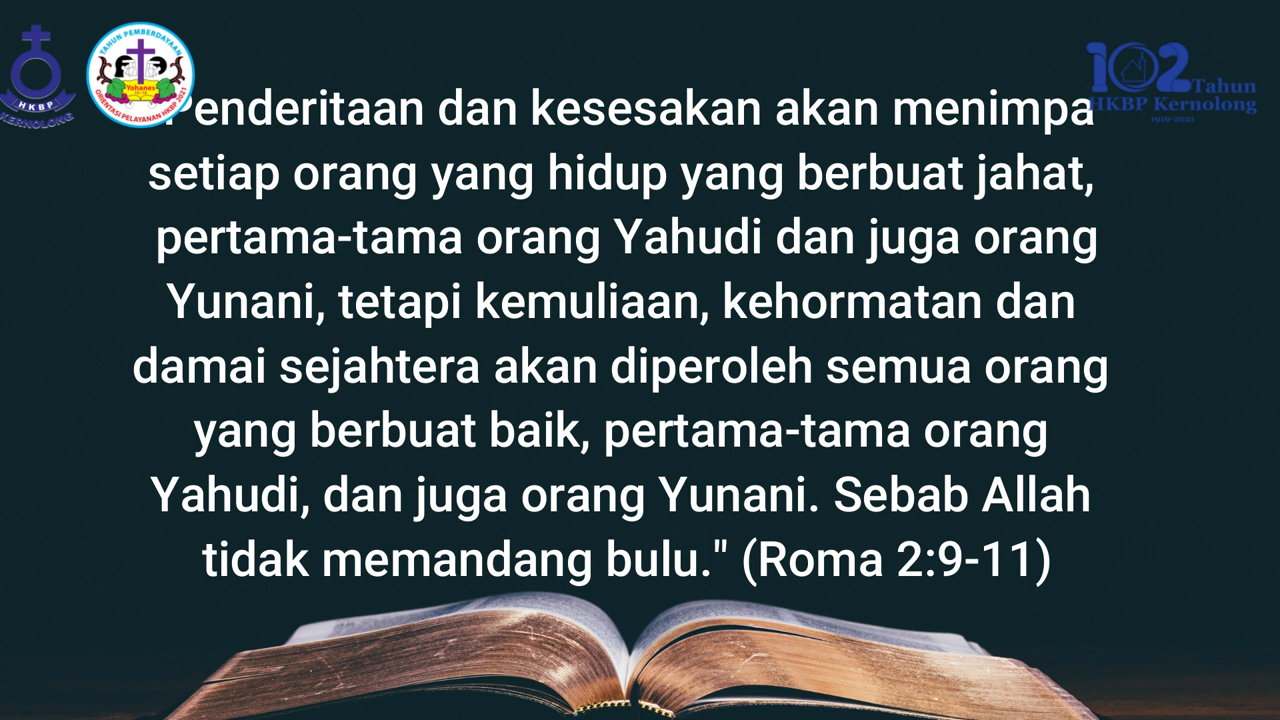 HKBP
KERNOLONG
TAHUN PEMBERDAYAAN
Yohanes
ORIENTASI PELAYANAN HKBP 2021
102 Tahun
HKBP Kernolong
1919-2021
Penderitaan dan kesesakan akan menimpa
setiap orang yang hidup yang berbuat jahat,
pertama-tama orang Yahudi dan juga orang
Yunani, tetapi kemuliaan, kehormatan dan
damai sejahtera akan diperoleh semua orang
yang berbuat baik, pertama-tama orang
Yahudi, dan juga orang Yunani. Sebab Allah
tidak memandang bulu." (Roma 2:9-11)